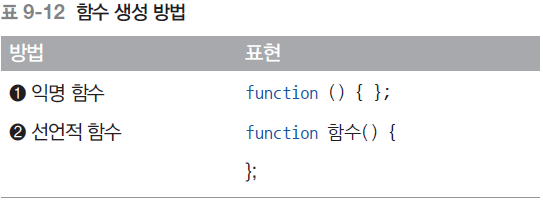 표 9-12 함수 생성 방법
방법 표현
❶ 익명 함수 function () { };
❷ 선언적 함수 function 함수() {
};